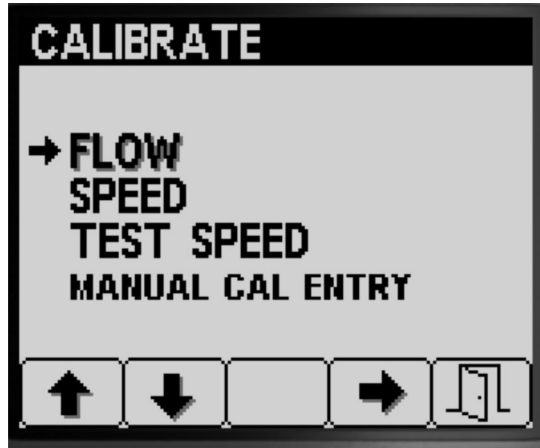 CALIBRATE
FLOW
SPEED
TEST SPEED
MANUAL CAL ENTRY